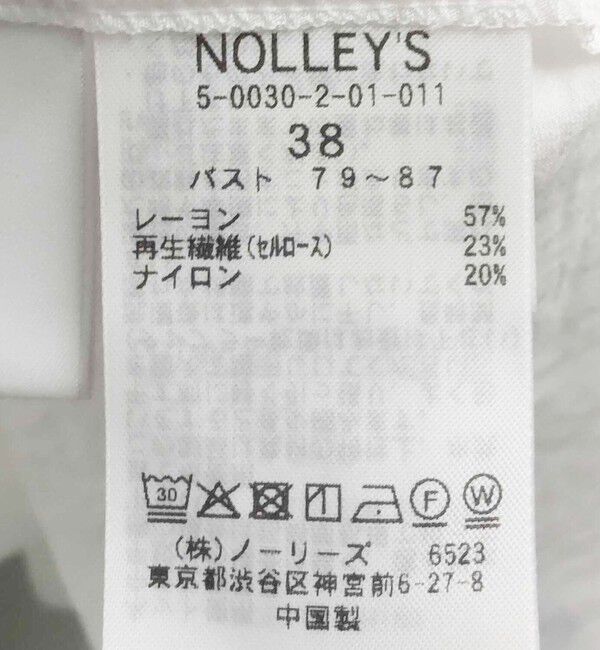 NOLLEY'S
5-0030-2-01-011
38
バスト 79〜87
レーヨン 57%
再生繊維(セルロース) 23%
ナイロン 20%
30 F W
(株)ノーリーズ 6523
東京都渋谷区神宮前6-27-8
中国製